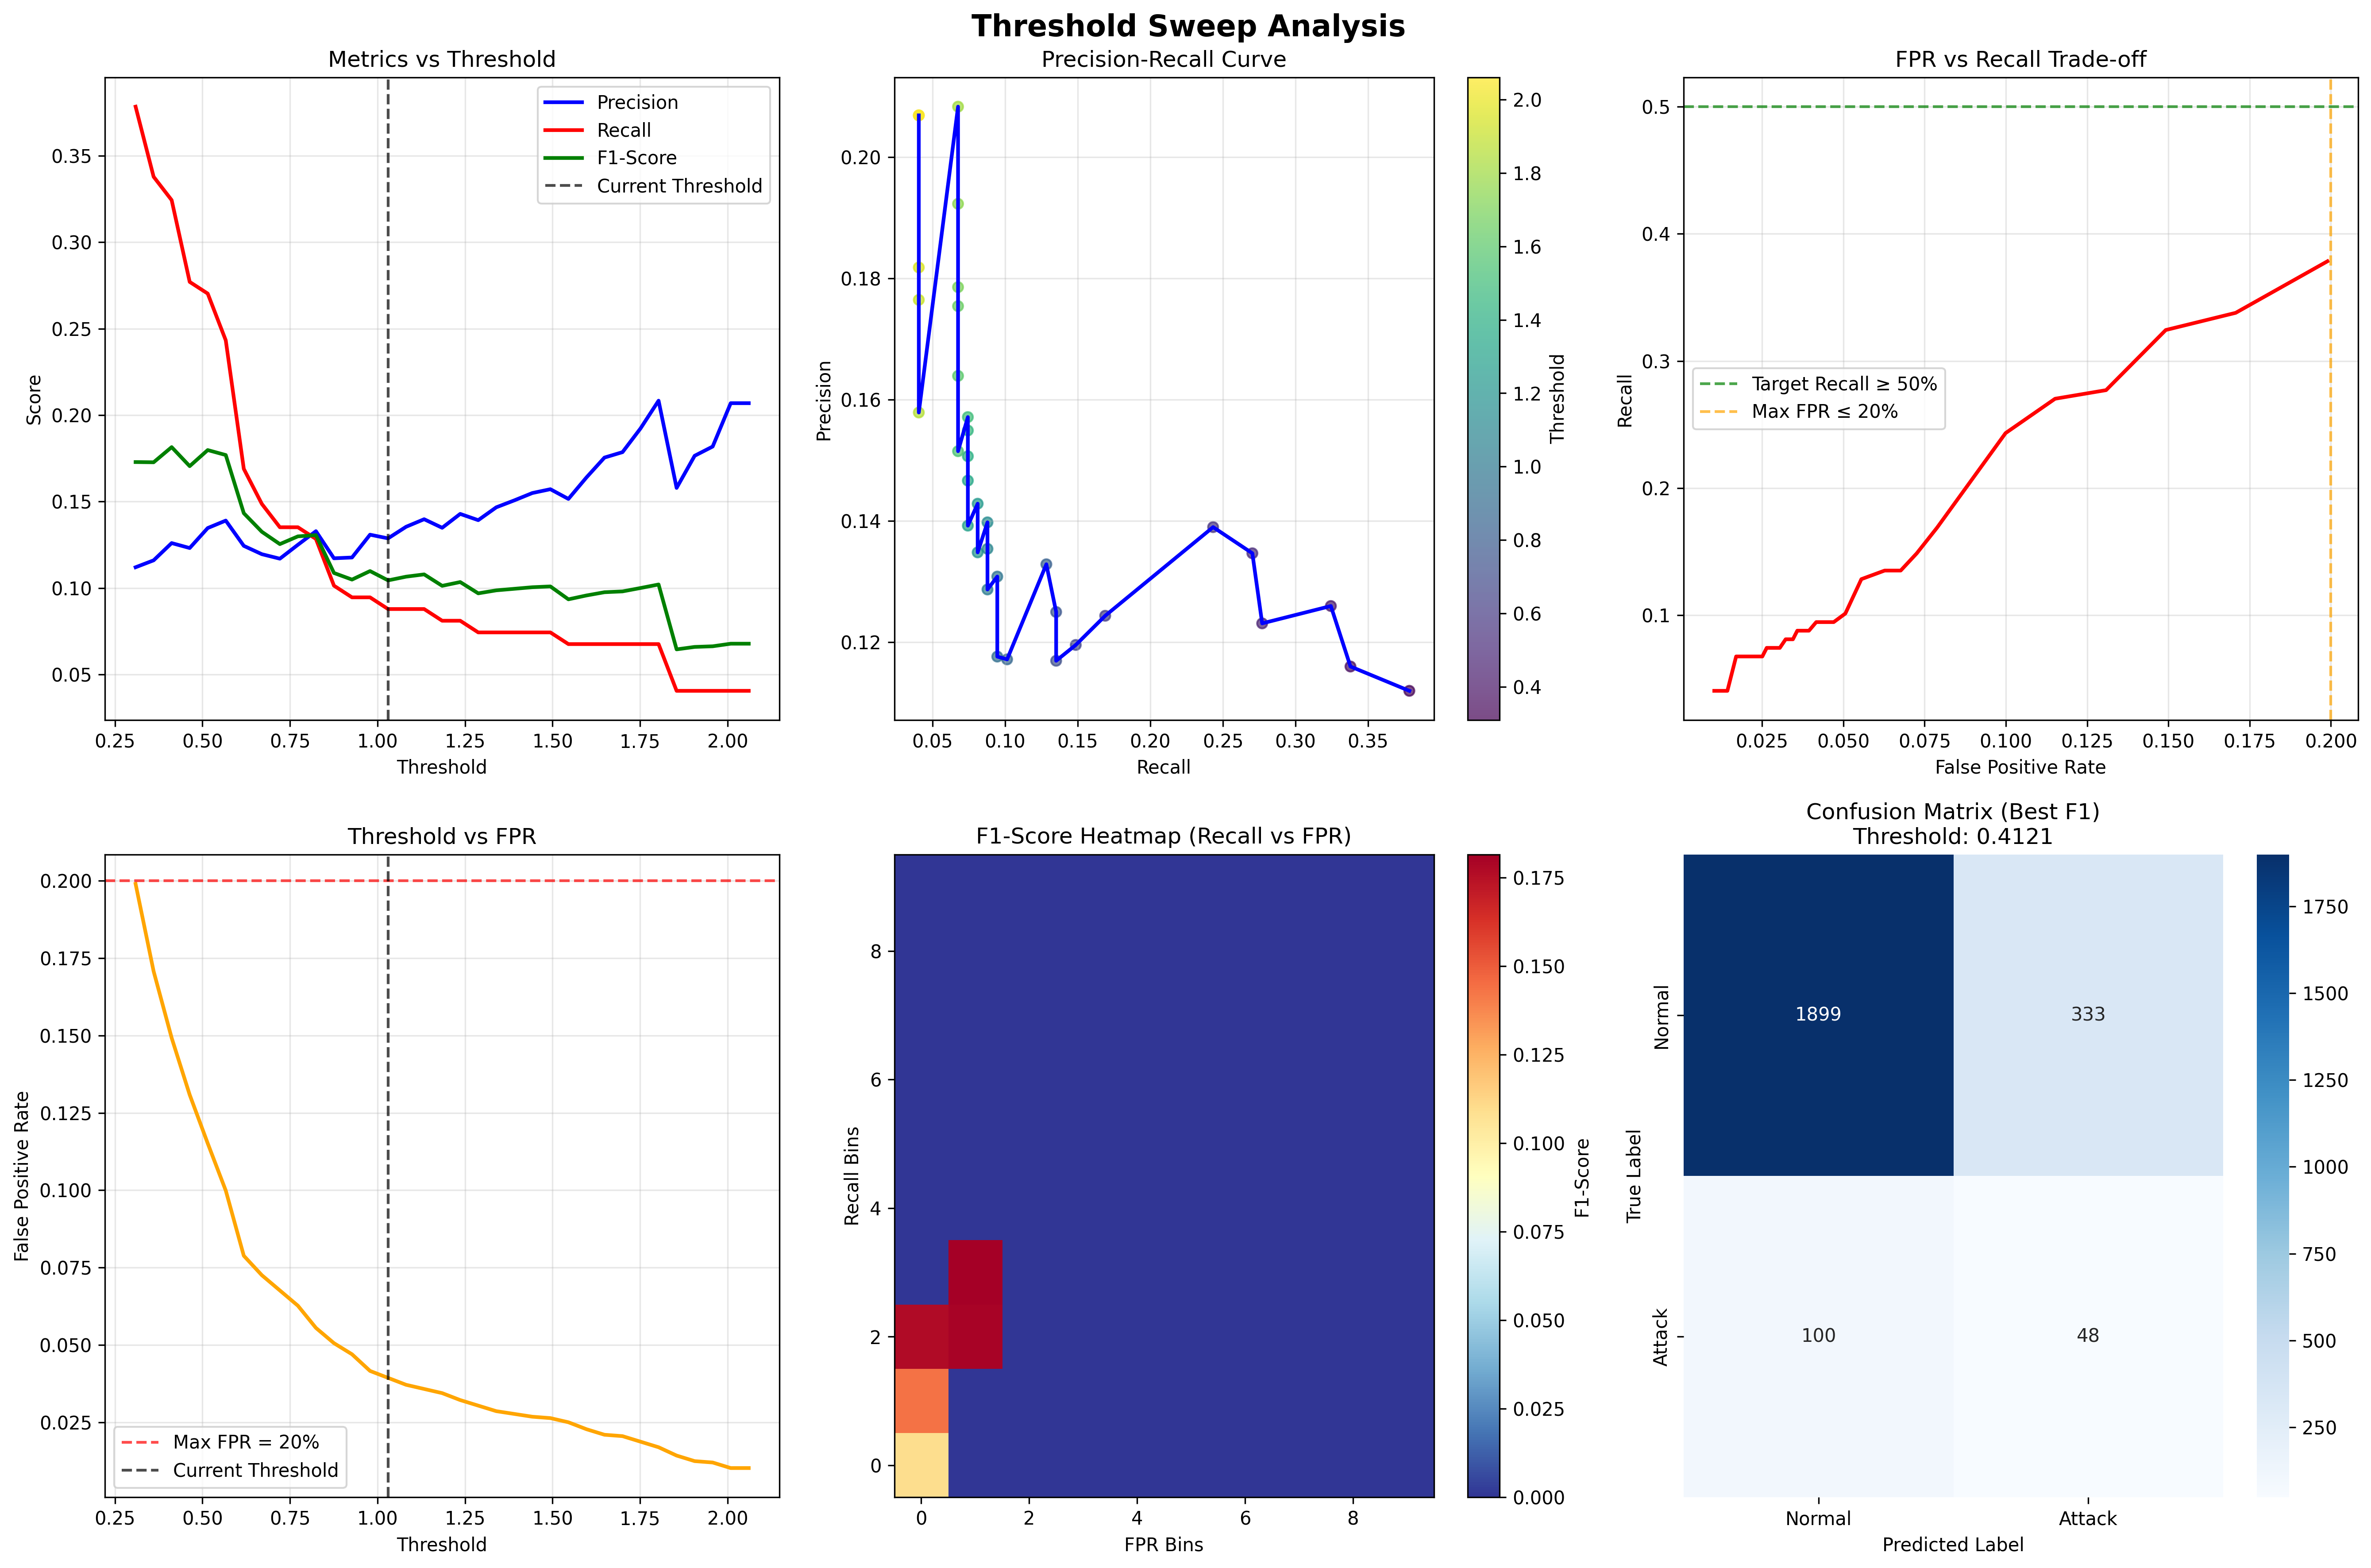 Threshold Sweep Analysis
Metrics vs Threshold
Score
0.35
0.30
0.25
0.20
0.15
0.10
0.05
Precision
Recall
F1-Score
Current Threshold
0.25 0.50 0.75 1.00 1.25 1.50 1.75 2.00
Threshold
Precision-Recall Curve
Precision
0.20
0.18
0.16
0.14
0.12
0.05 0.10 0.15 0.20 0.25 0.30 0.35
Recall
2.0
1.8
1.6
1.4
1.2
1.0
0.8
0.6
0.4
Threshold
FPR vs Recall Trade-off
Recall
0.5
0.4
0.3
0.2
0.1
Target Recall ≥ 50%
Max FPR ≤ 20%
0.025 0.050 0.075 0.100 0.125 0.150 0.175 0.200
False Positive Rate
Threshold vs FPR
False Positive Rate
0.200
0.175
0.150
0.125
0.100
0.075
0.050
0.025
Max FPR = 20%
Current Threshold
0.25 0.50 0.75 1.00 1.25 1.50 1.75 2.00
Threshold
F1-Score Heatmap (Recall vs FPR)
Recall Bins
8
6
4
2
0
0 2 4 6 8
FPR Bins
0.175
0.150
0.125
0.100
0.075
0.050
0.025
0.000
F1-Score
Confusion Matrix (Best F1)
Threshold: 0.4121
True Label
Normal
Attack
1899 333
100 48
Normal Attack
Predicted Label
1750
1500
1250
1000
750
500
250